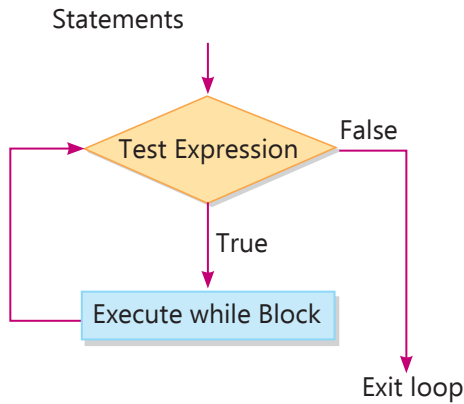 Statements
False
Test Expression
True
Execute while Block
Exit loop